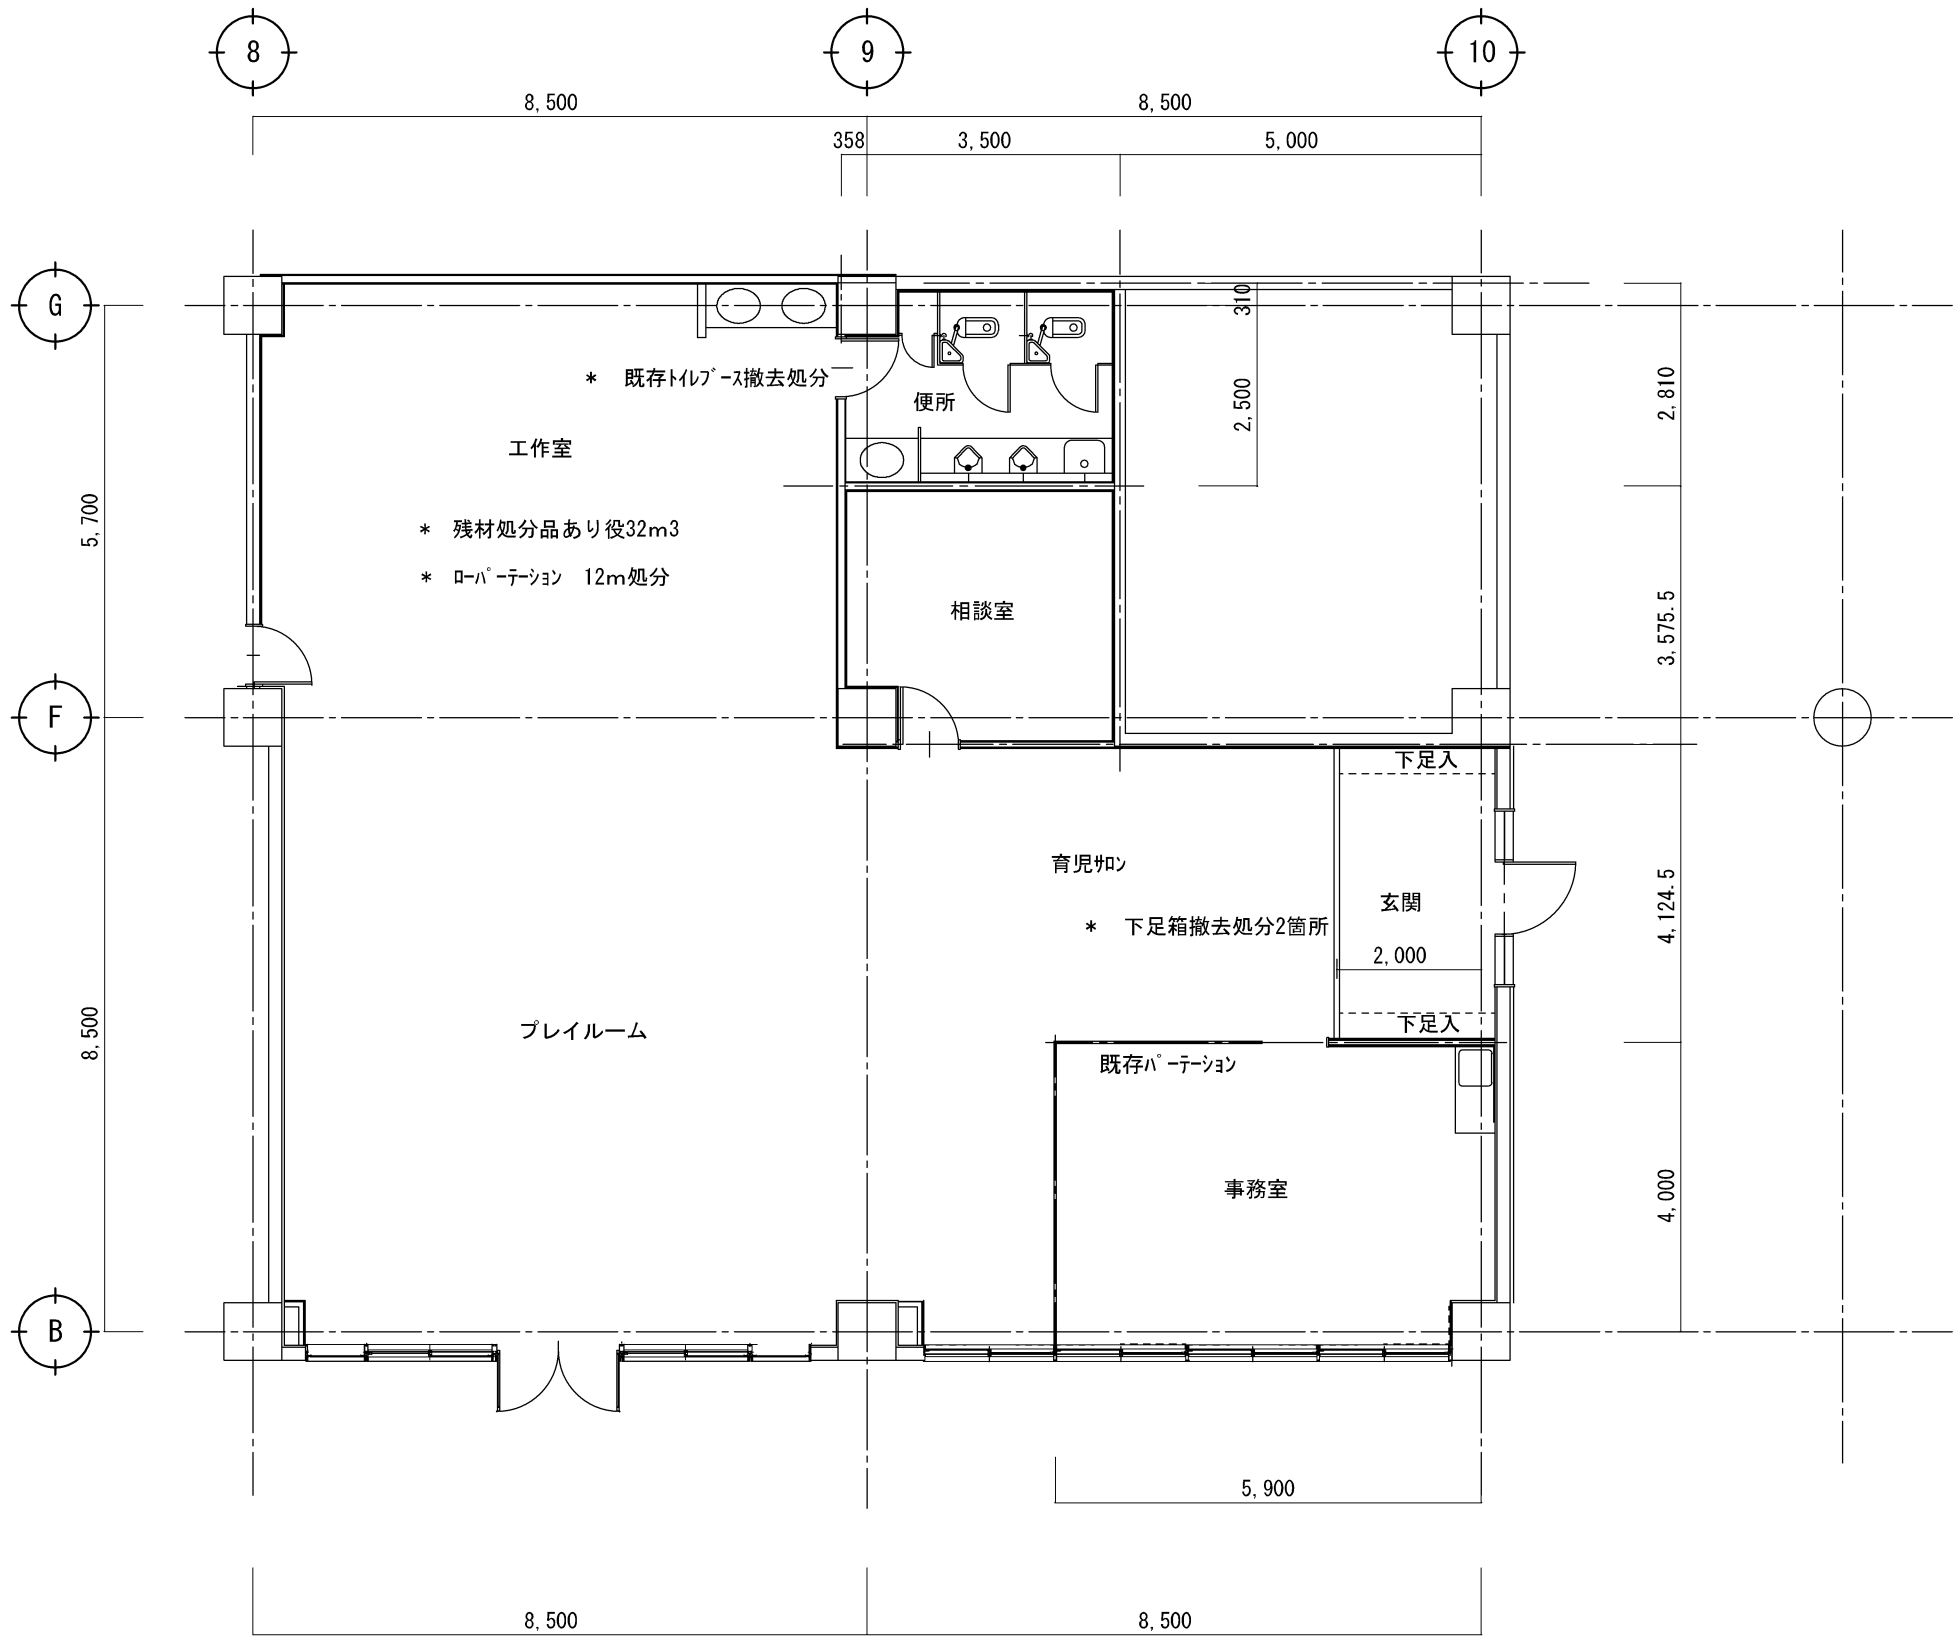 8
9
10
8,500
8,500
358
3,500
5,000
G
310
* 既存ﾄｲﾚﾌﾞｰｽ撤去処分
2,500
2,810
便所
工作室
5,700
* 残材処分品あり役32m3
* ﾛｰﾊﾟｰﾃｰｼｮﾝ 12m処分
相談室
3,575.5
F
下足入
育児ｻﾛﾝ
玄関
4,124.5
* 下足箱撤去処分2箇所
2,000
8,500
プレイルーム
下足入
既存ﾊﾟｰﾃｰｼｮﾝ
事務室
4,000
B
5,900
8,500
8,500